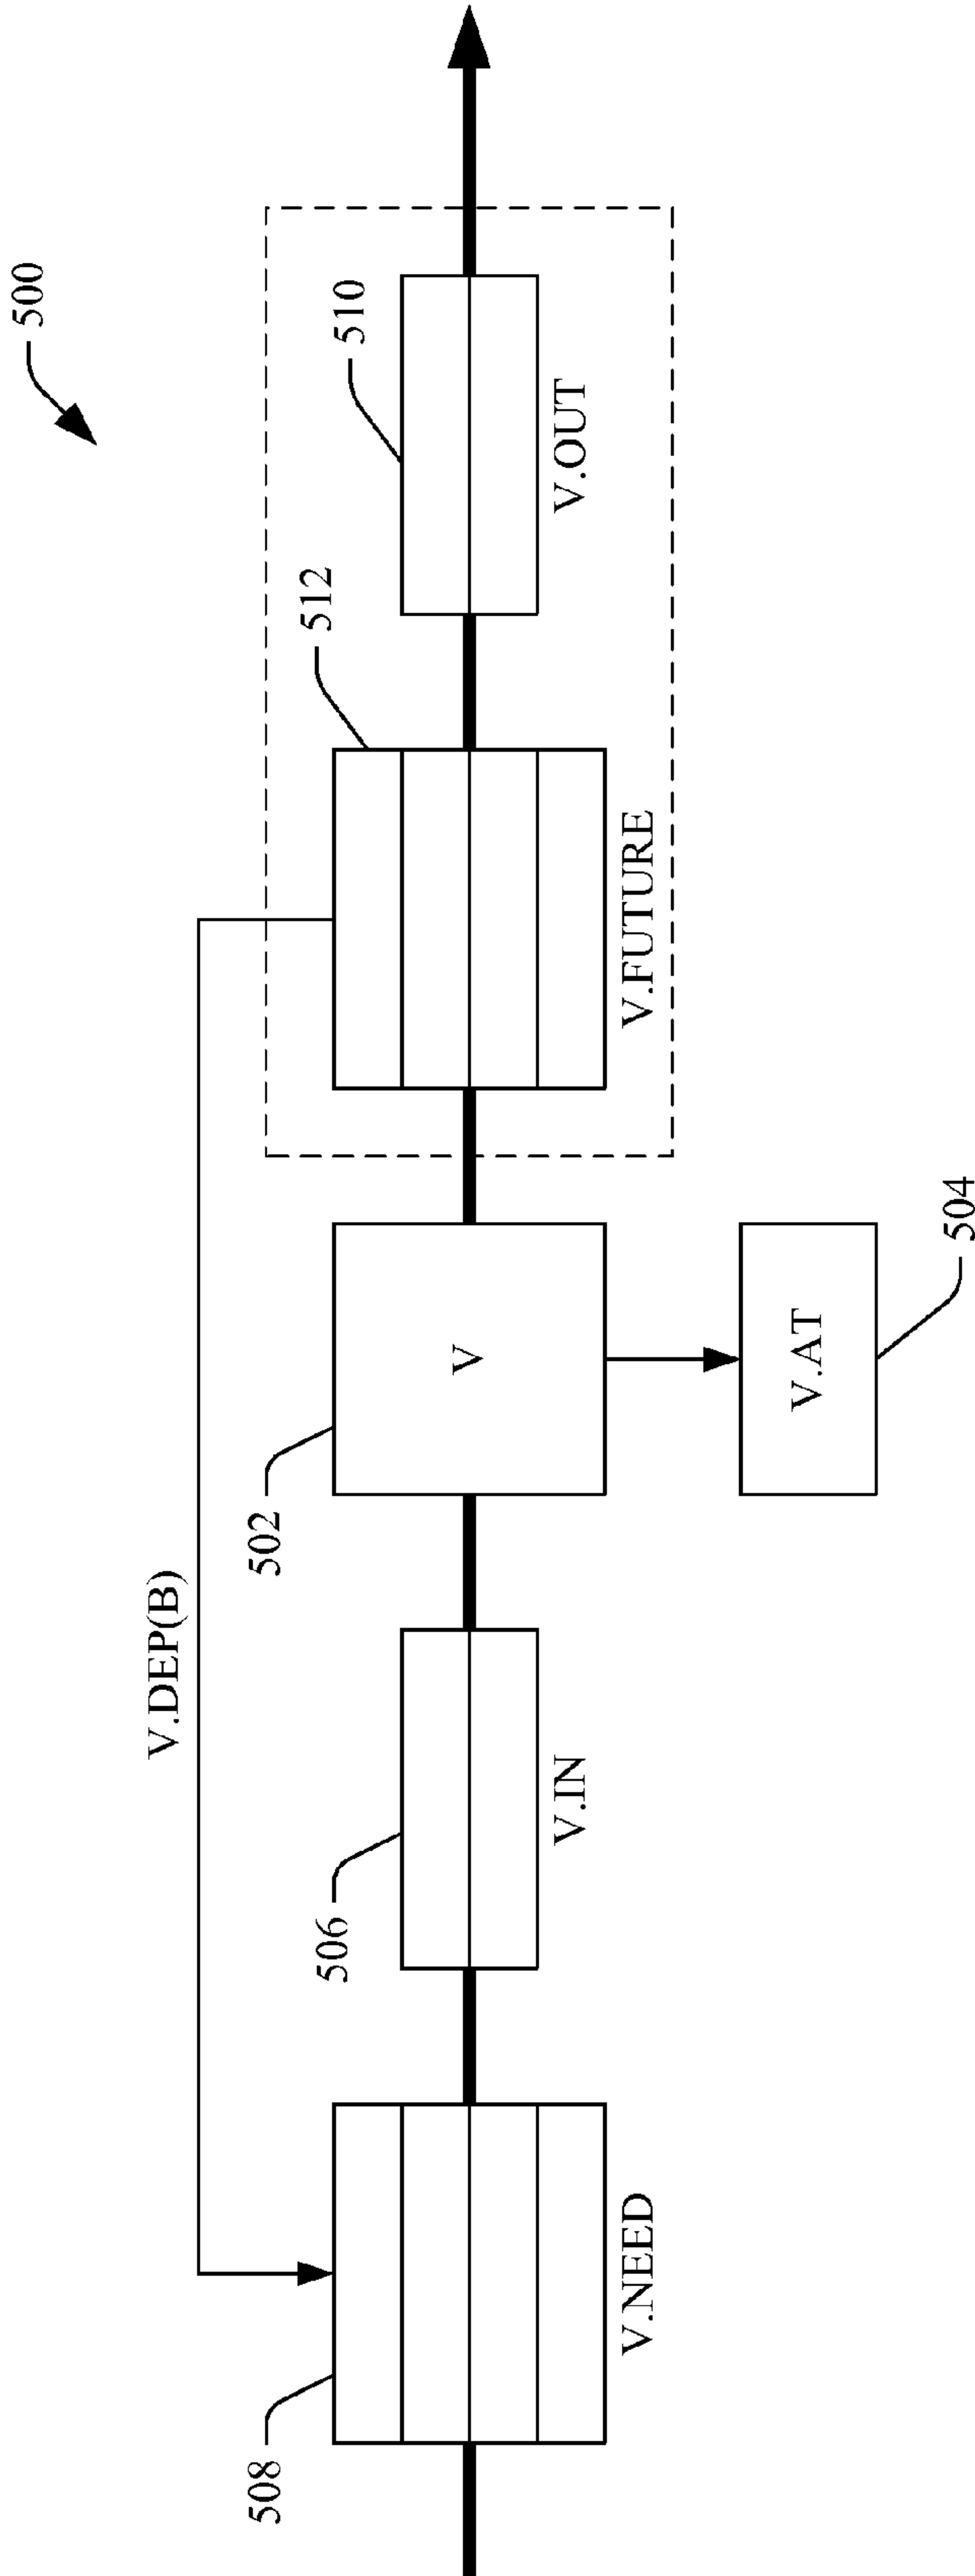 500
V.DEP(B)
508
V.NEED
506
V.IN
502
V
V.AT
504
512
V.FUTURE
510
V.OUT